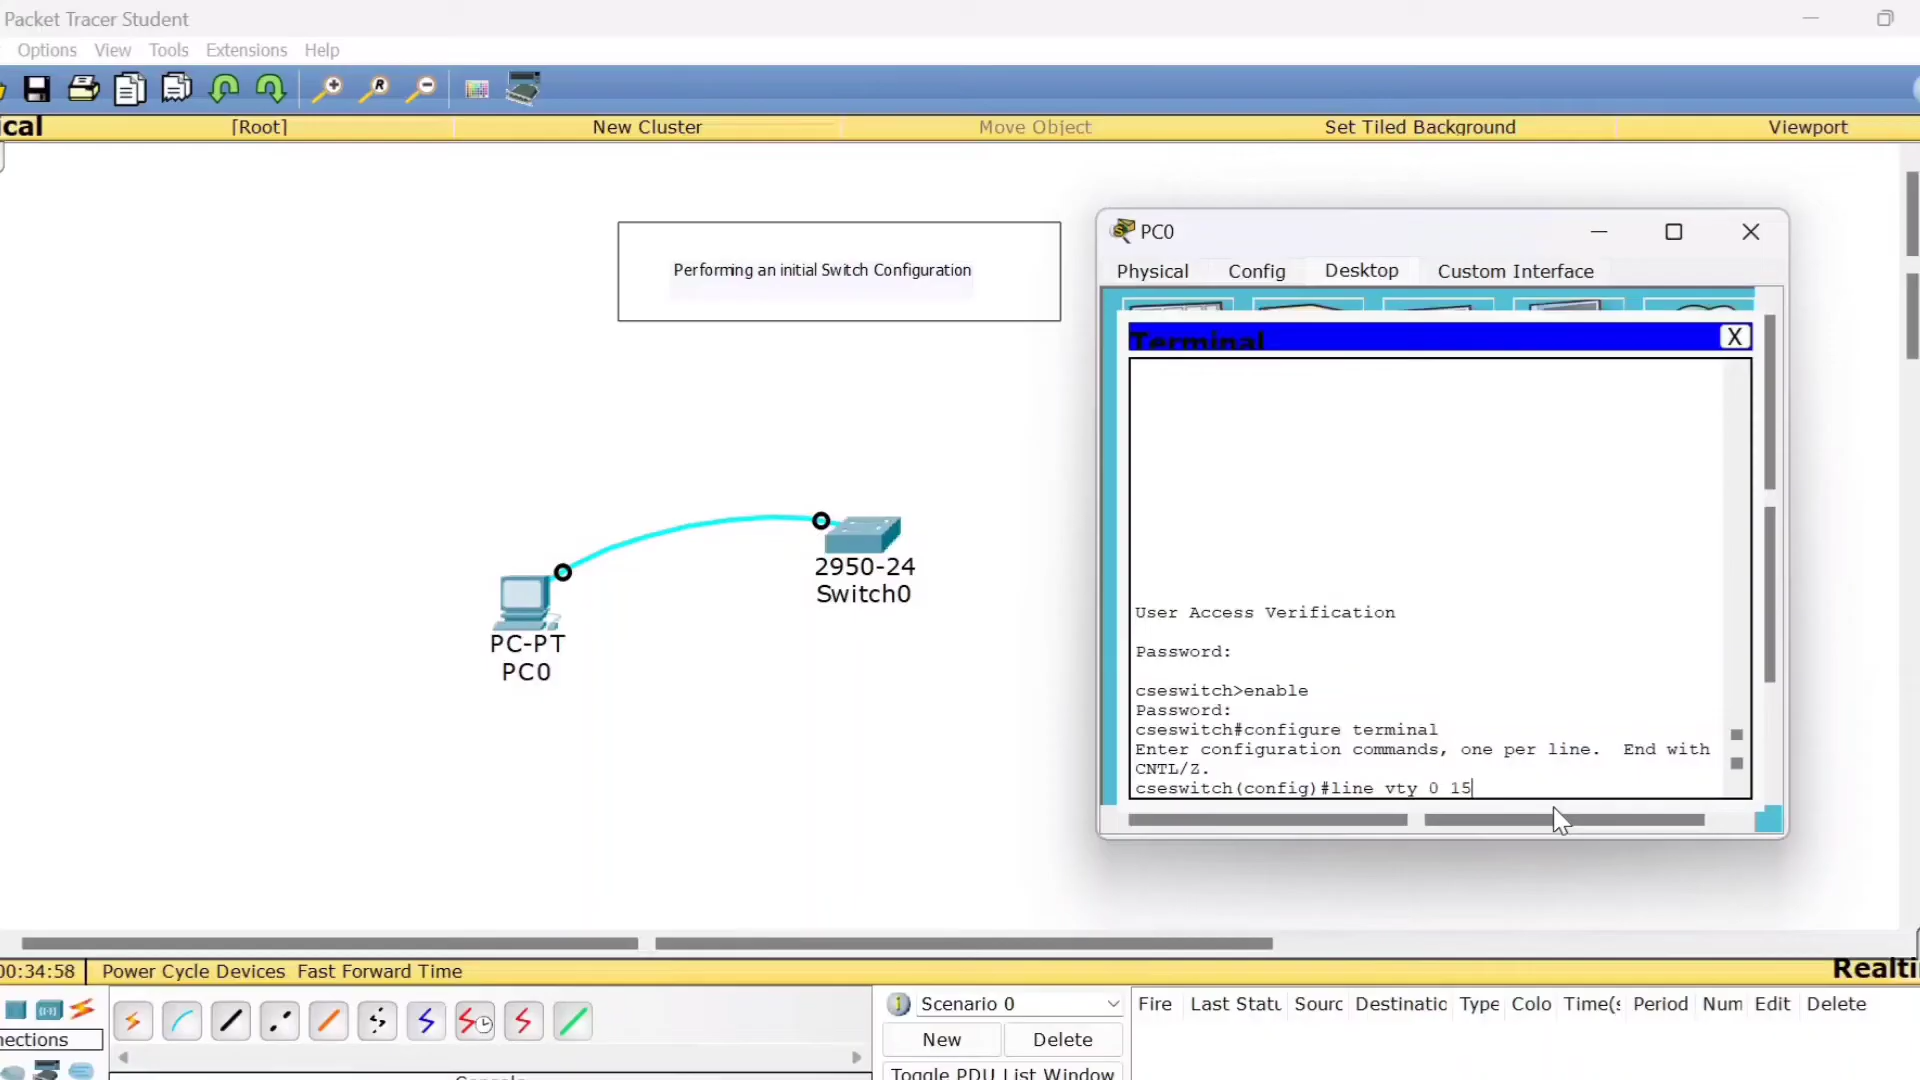 Packet Tracer Student
Options View Tools Extensions Help
ical [Root] New Cluster Move Object Set Tiled Background Viewport
Performing an initial Switch Configuration
PC0
Physical Config Desktop Custom Interface
Terminal X
User Access Verification
Password:
cseswitch>enable
Password:
cseswitch#configure terminal
Enter configuration commands, one per line. End with
CNTL/Z.
cseswitch(config)#line vty 0 15
2950-24
Switch0
PC-PT
PC0
00:34:58 Power Cycle Devices Fast Forward Time Realti
Scenario 0
Fire Last Statu Sourc Destinatic Type Colo Time(s Period Num Edit Delete
nections
New Delete
Toggle PDU List Window